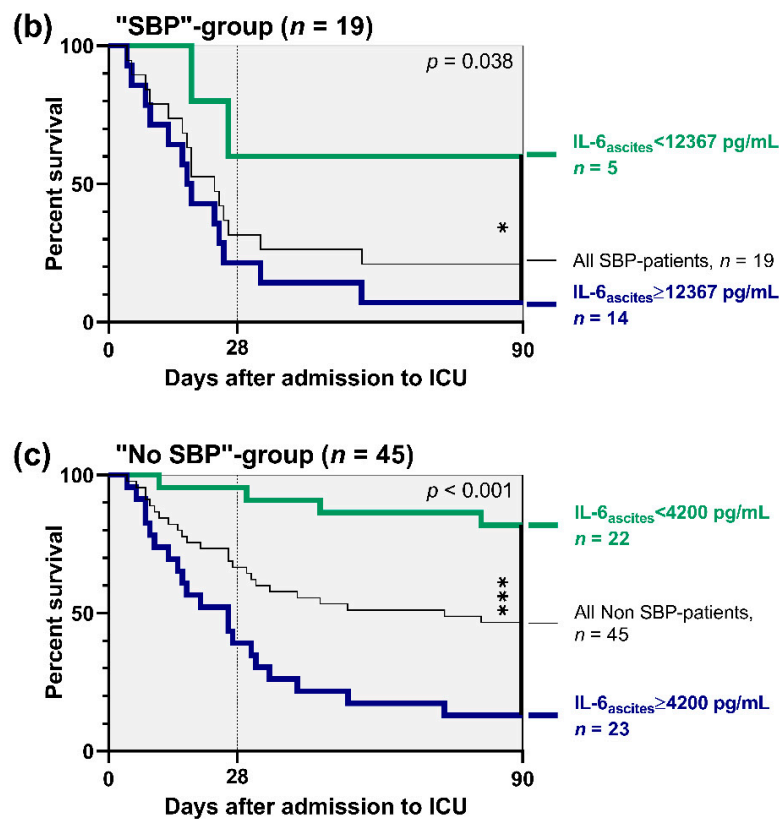 (b) "SBP"-group (n = 19)
100
p = 0.038
Percent survival
50
0
0
28
90
Days after admission to ICU
IL-6ascites<12367 pg/mL
n = 5
*
All SBP-patients, n = 19
IL-6ascites≥12367 pg/mL
n = 14
(c) "No SBP"-group (n = 45)
100
p < 0.001
Percent survival
50
0
0
28
90
Days after admission to ICU
IL-6ascites<4200 pg/mL
n = 22
***
All Non SBP-patients,
n = 45
IL-6ascites≥4200 pg/mL
n = 23